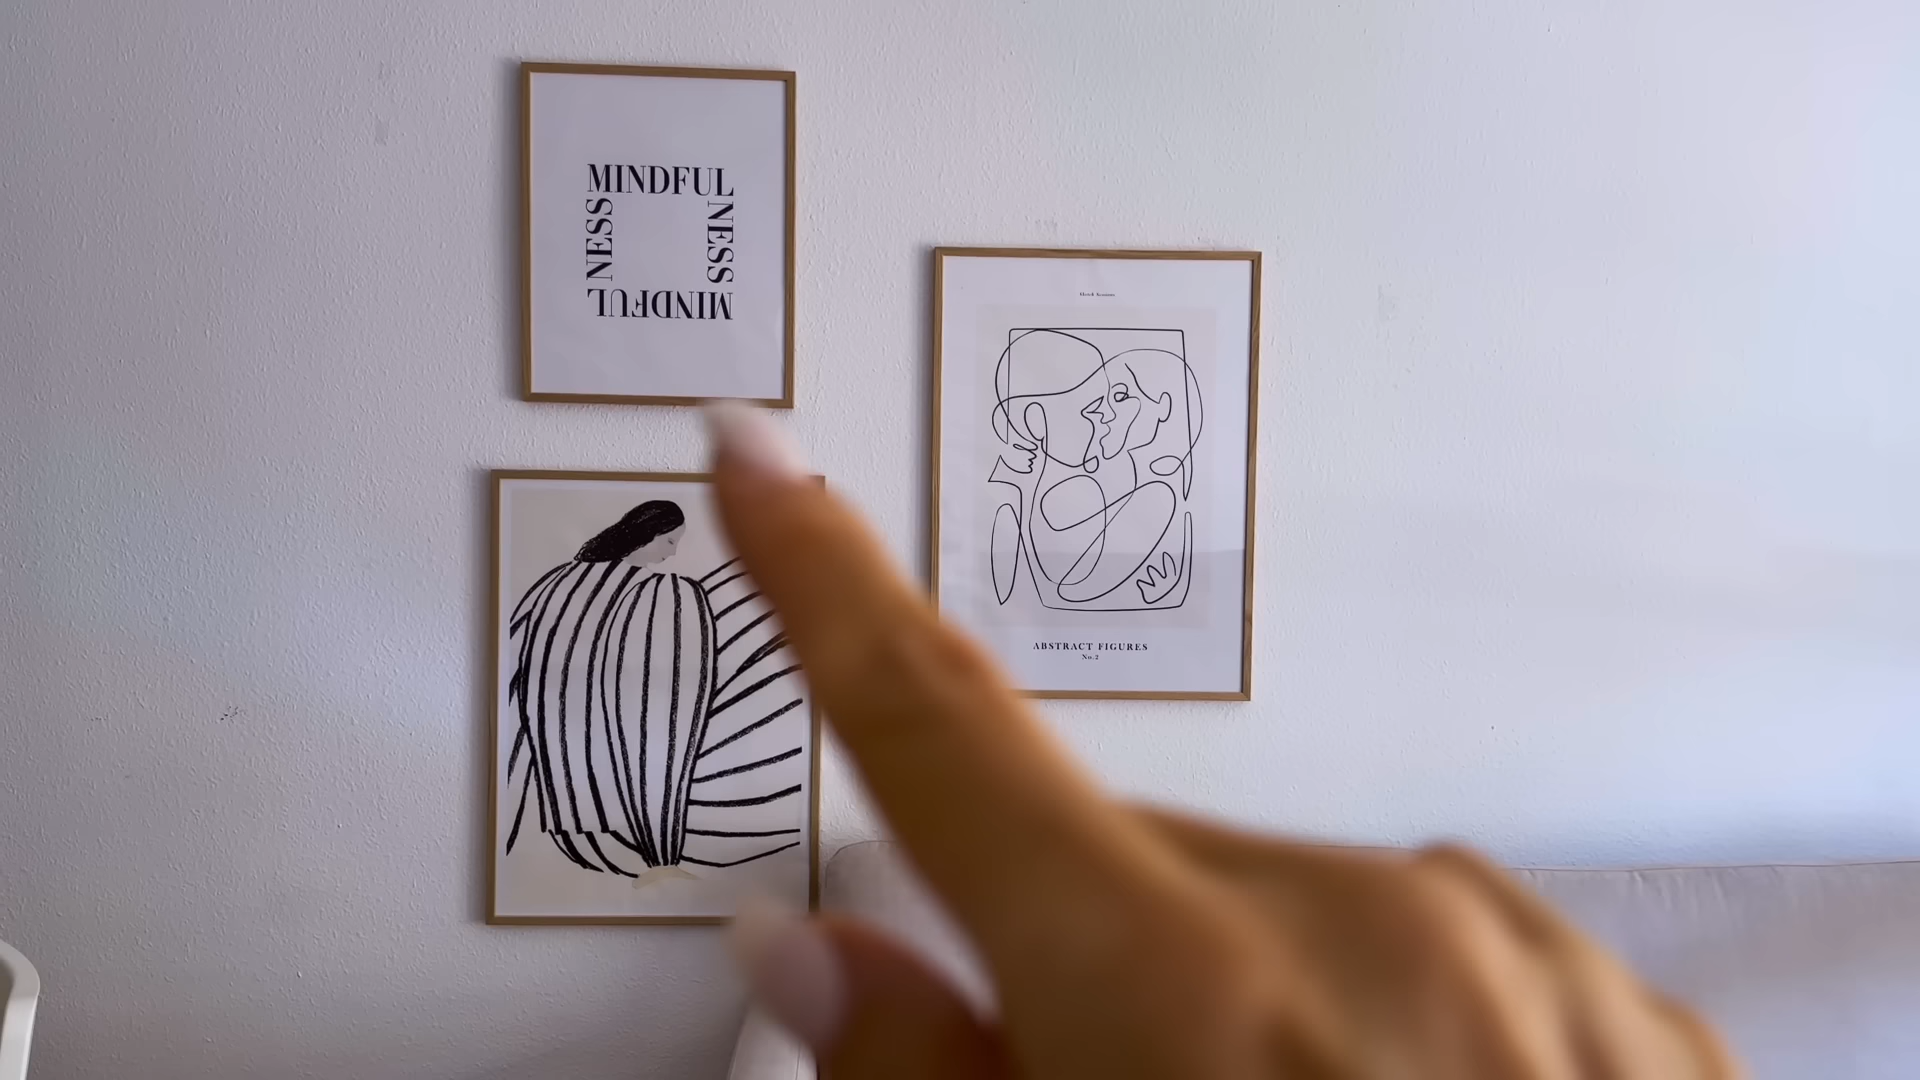 MINDFUL
NESS
MINDFUL
NESS
ABSTRACT FIGURES
No.2